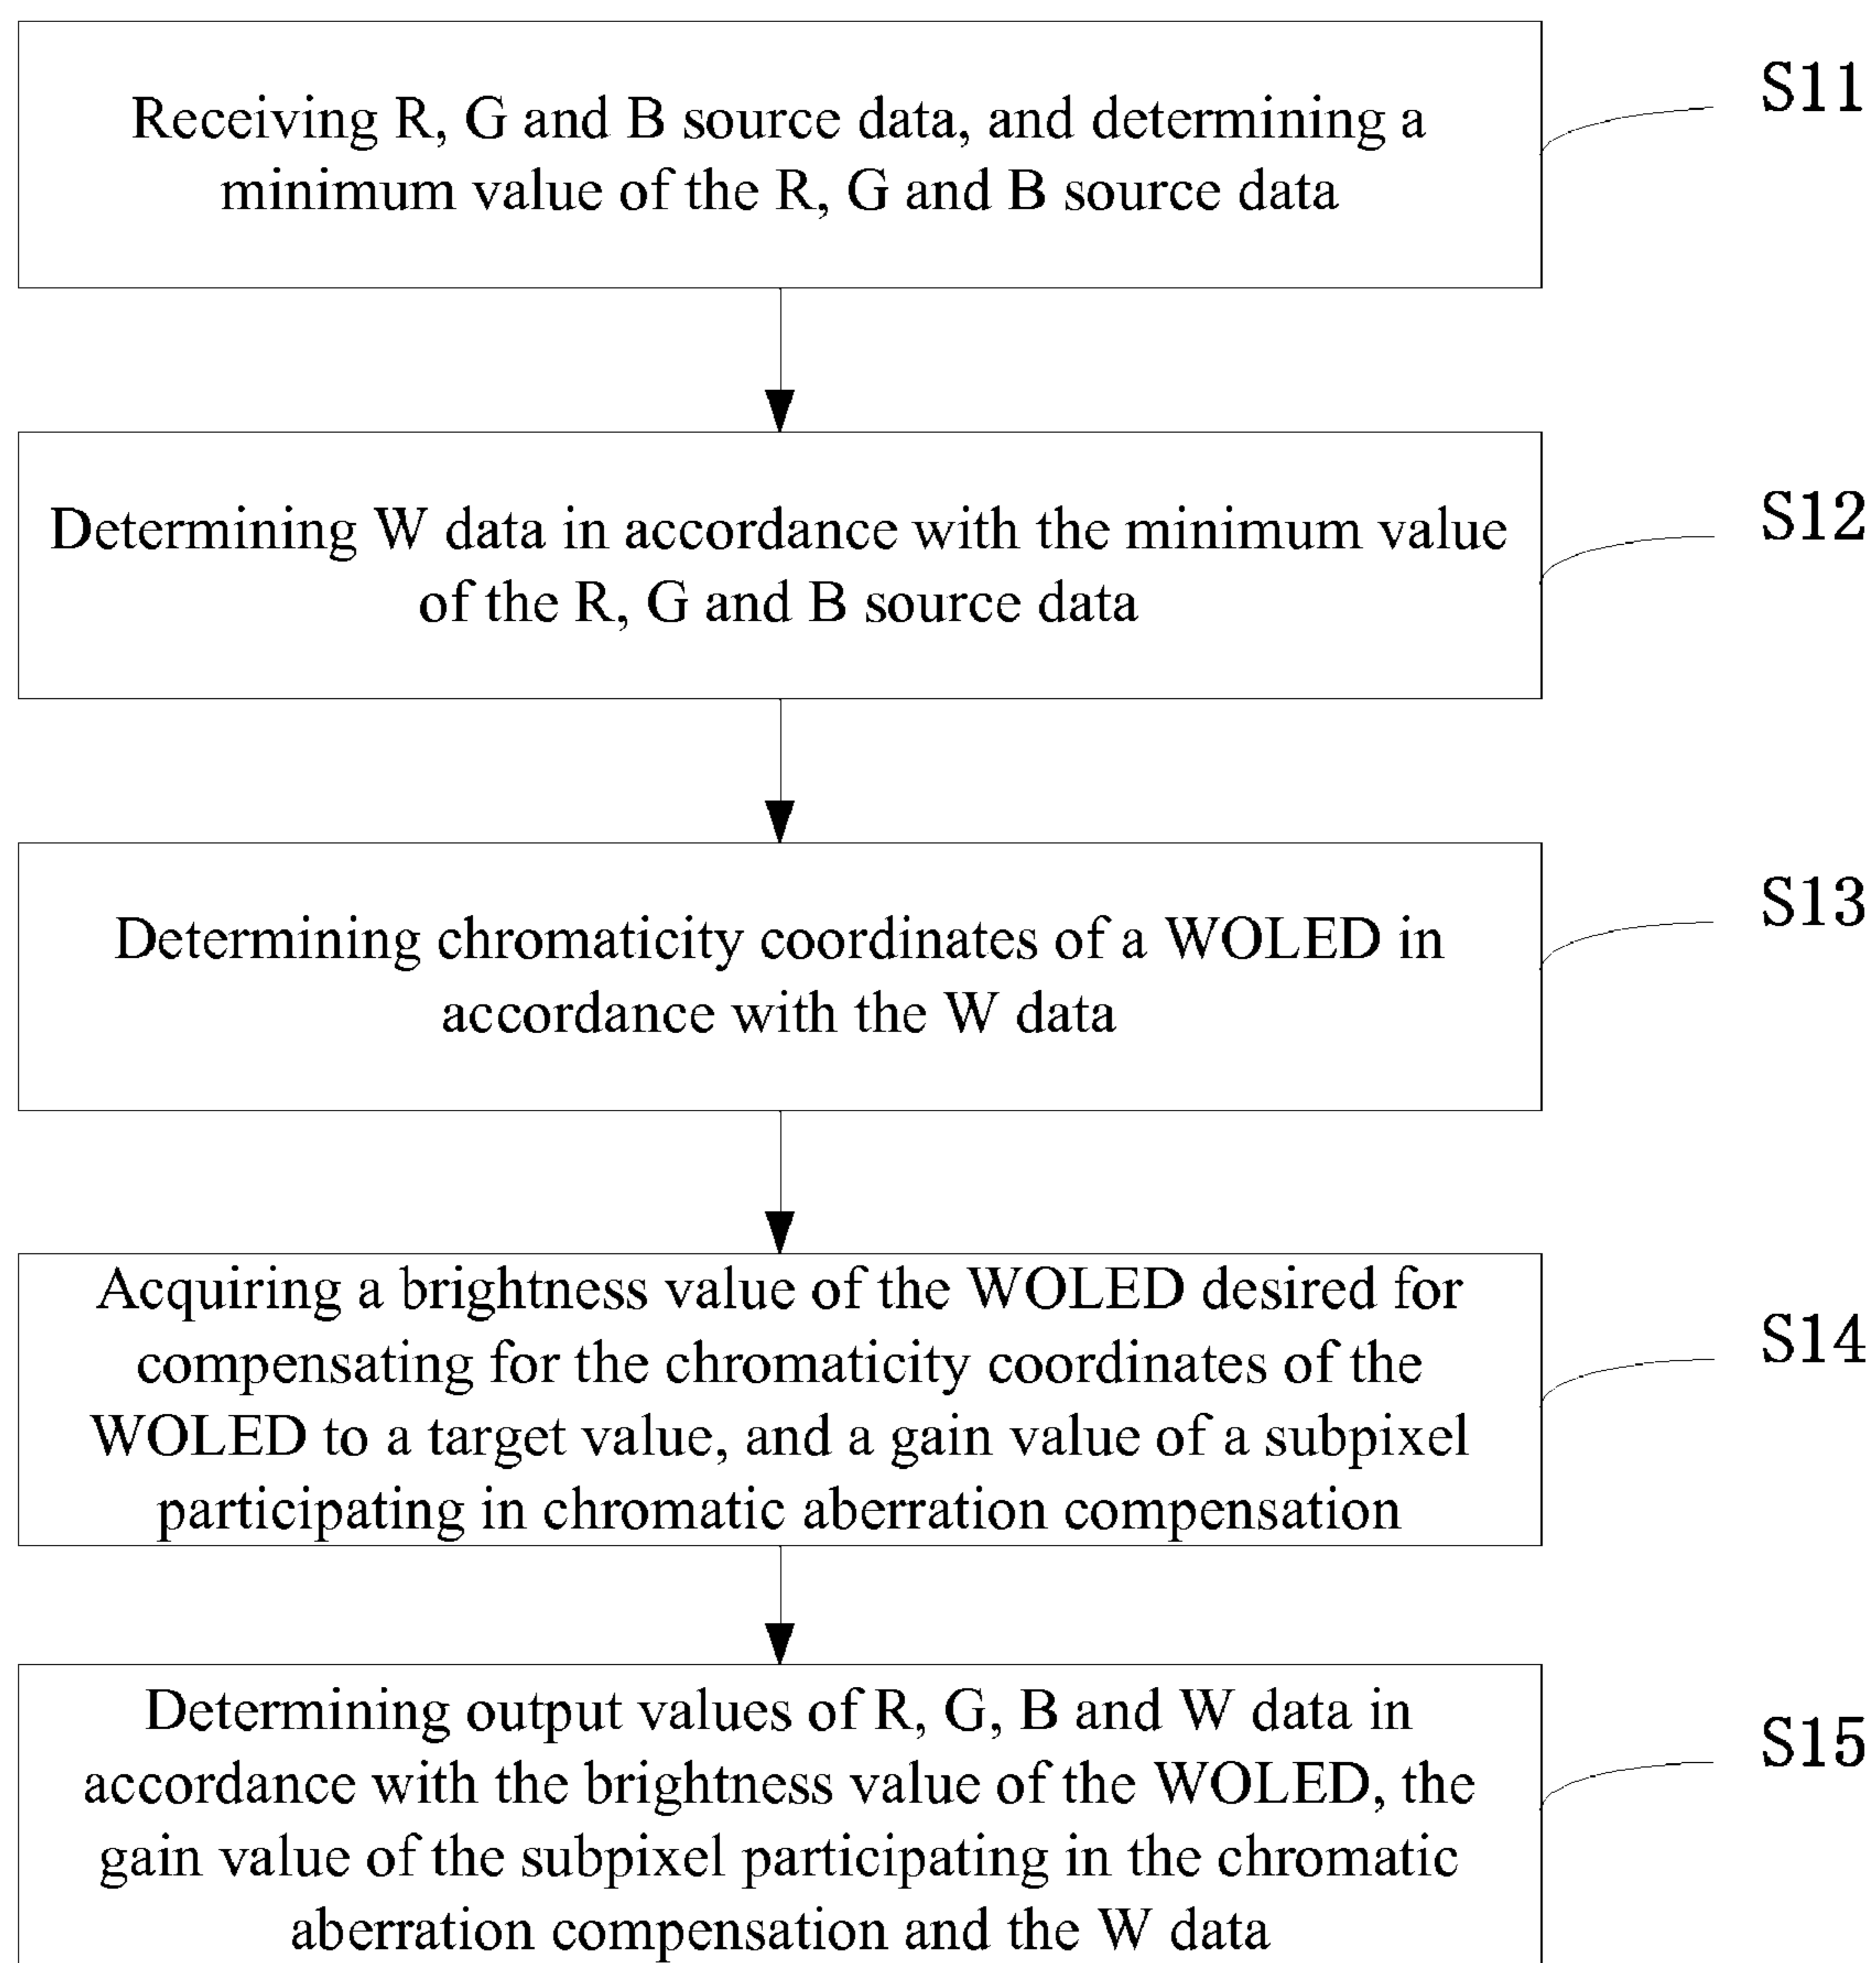 Receiving R, G and B source data, and determining a
minimum value of the R, G and B source data
S11
Determining W data in accordance with the minimum value
of the R, G and B source data
S12
Determining chromaticity coordinates of a WOLED in
accordance with the W data
S13
Acquiring a brightness value of the WOLED desired for
compensating for the chromaticity coordinates of the
WOLED to a target value, and a gain value of a subpixel
participating in chromatic aberration compensation
S14
Determining output values of R, G, B and W data in
accordance with the brightness value of the WOLED, the
gain value of the subpixel participating in the chromatic
aberration compensation and the W data
S15